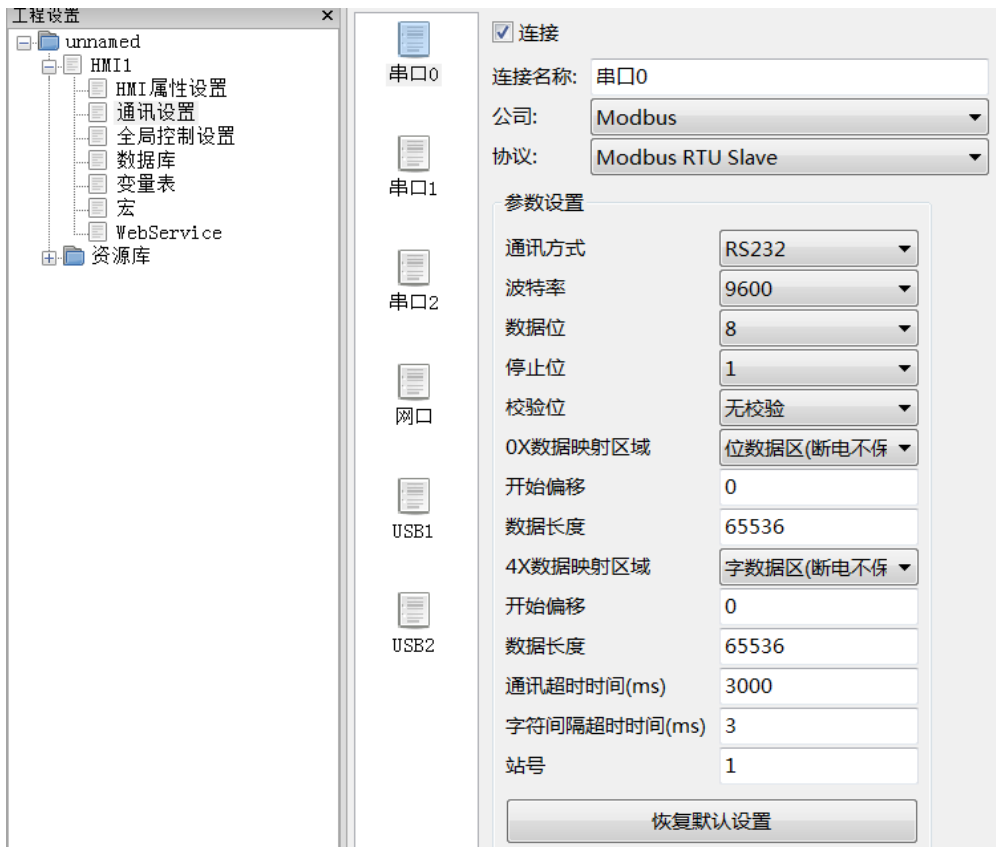 工程设置
unnamed
HMI1
HMI属性设置
通讯设置
全局控制设置
数据库
变量表
宏
WebService
资源库
串口0
串口1
串口2
网口
USB1
USB2
连接
连接名称: 串口0
公司: Modbus
协议: Modbus RTU Slave
参数设置
通讯方式 RS232
波特率 9600
数据位 8
停止位 1
校验位 无校验
0X数据映射区域 位数据区(断电不保
开始偏移 0
数据长度 65536
4X数据映射区域 字数据区(断电不保
开始偏移 0
数据长度 65536
通讯超时时间(ms) 3000
字符间隔超时时间(ms) 3
站号 1
恢复默认设置